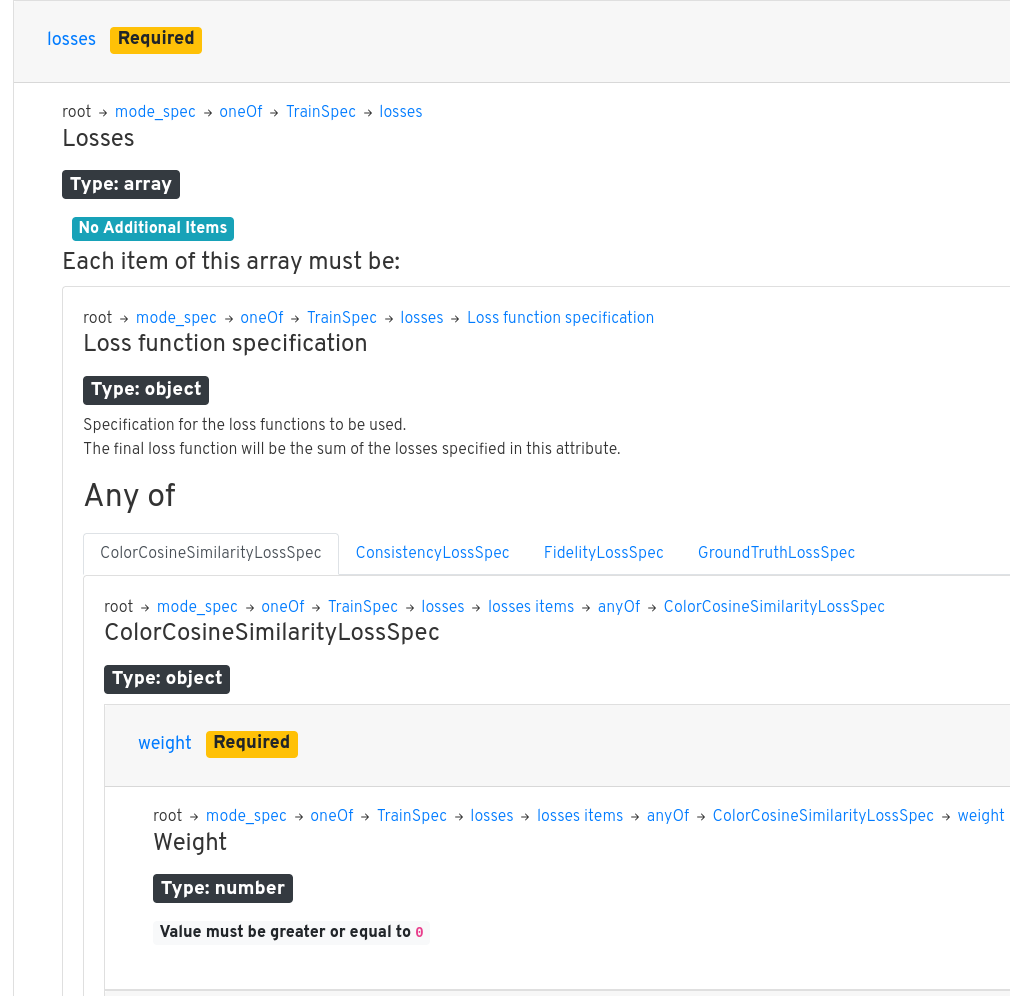 losses Required
root → mode_spec → oneOf → TrainSpec → losses
Losses
Type: array
No Additional Items
Each item of this array must be:
root → mode_spec → oneOf → TrainSpec → losses → Loss function specification
Loss function specification
Type: object
Specification for the loss functions to be used.
The final loss function will be the sum of the losses specified in this attribute.
Any of
ColorCosineSimilarityLossSpec ConsistencyLossSpec FidelityLossSpec GroundTruthLossSpec
root → mode_spec → oneOf → TrainSpec → losses → losses items → anyOf → ColorCosineSimilarityLossSpec
ColorCosineSimilarityLossSpec
Type: object
weight Required
root → mode_spec → oneOf → TrainSpec → losses → losses items → anyOf → ColorCosineSimilarityLossSpec → weight
Weight
Type: number
Value must be greater or equal to 0